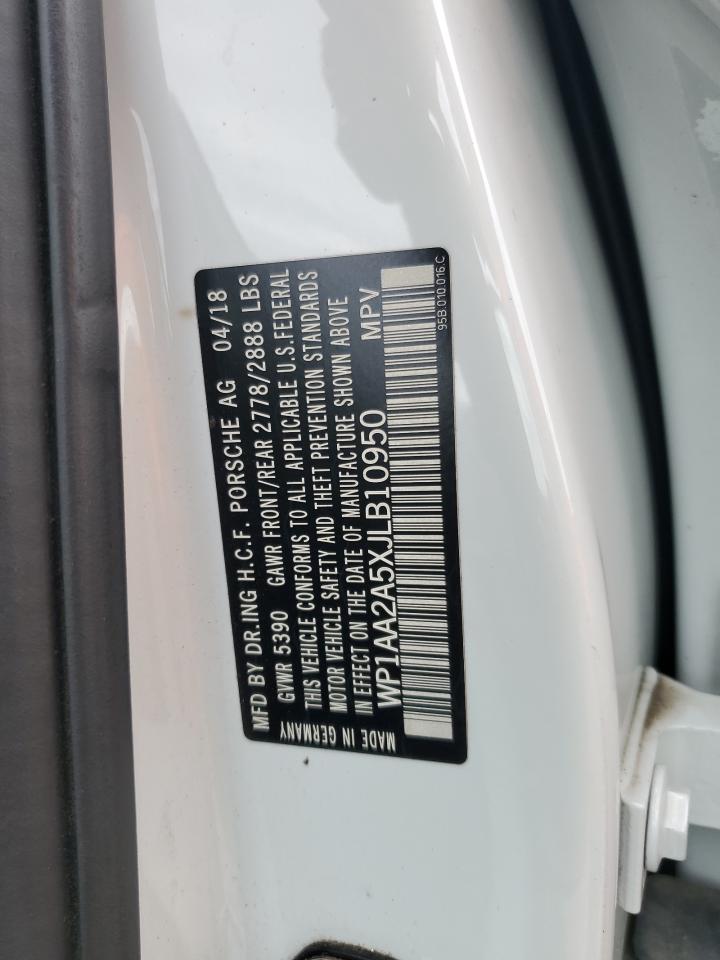 MFD BY DR.ING H.C.F. PORSCHE AG 04/18
GVWR 5390 GAWR FRONT/REAR 2778/2888 LBS
THIS VEHICLE CONFORMS TO ALL APPLICABLE U.S.FEDERAL
MOTOR VEHICLE SAFETY AND THEFT PREVENTION STANDARDS
IN EFFECT ON THE DATE OF MANUFACTURE SHOWN ABOVE
WP1AA2A5XJLB10950 MPV
MADE IN GERMANY
95B.010.016.C